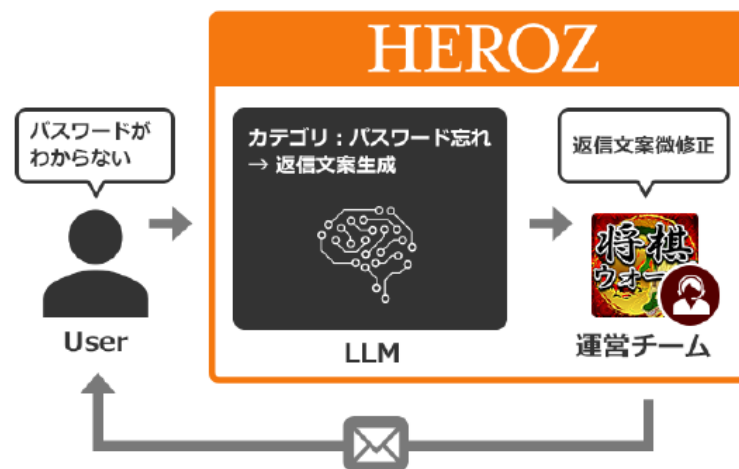 HEROZ
パスワードが
わからない
カテゴリ：パスワード忘れ
→ 返信文案生成
返信文案微修正
将棋
ウォー
User
LLM
運営チーム